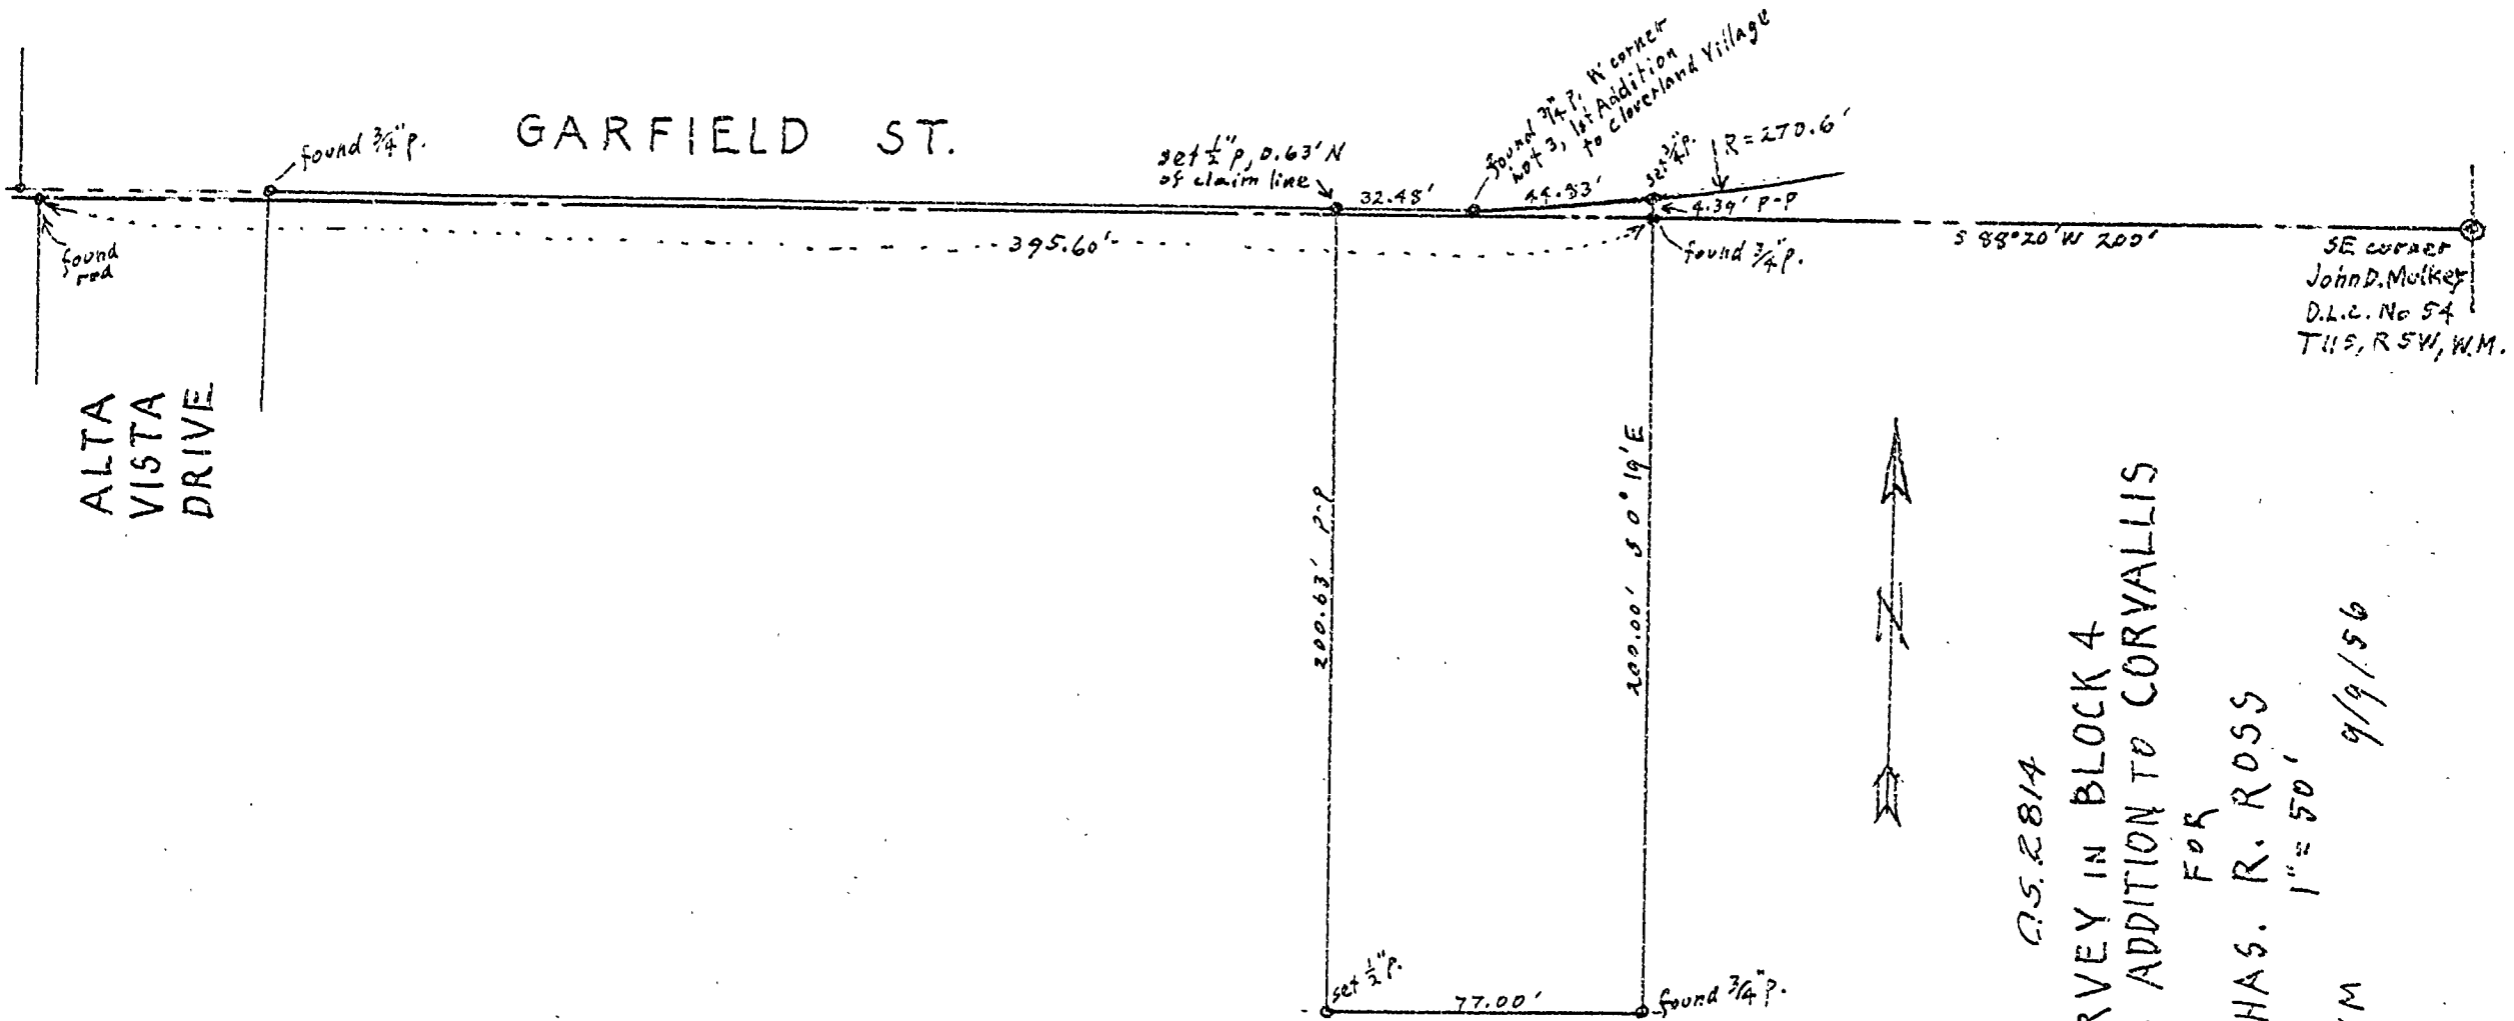 GARFIELD ST.
found 3/4" p.
set 1/2" p, 0.63' N
of claim line
found 3/4" p, W corner
Lot 3, 1st Addition
to Cloverland Village
set 3/4" p.
R=270.6'
32.48'
44.93'
4.39' P-P
found
rod
395.60'
found 3/4" p.
S 88°20' W 200'
SE corner
John D. Mulkey
D.L.C. No 54
T11S, R5W, W.M.
ALTA
VISTA
DRIVE
200.63' P-P
200.00' S 0° 19' E
N
set 1/2" p.
77.00'
found 3/4" p.
C.S. 2814
RVEY IN BLOCK 4
ADDITION TO CORVALLIS
FOR
HAS. R. ROSS
1" = 50'
9/9/56